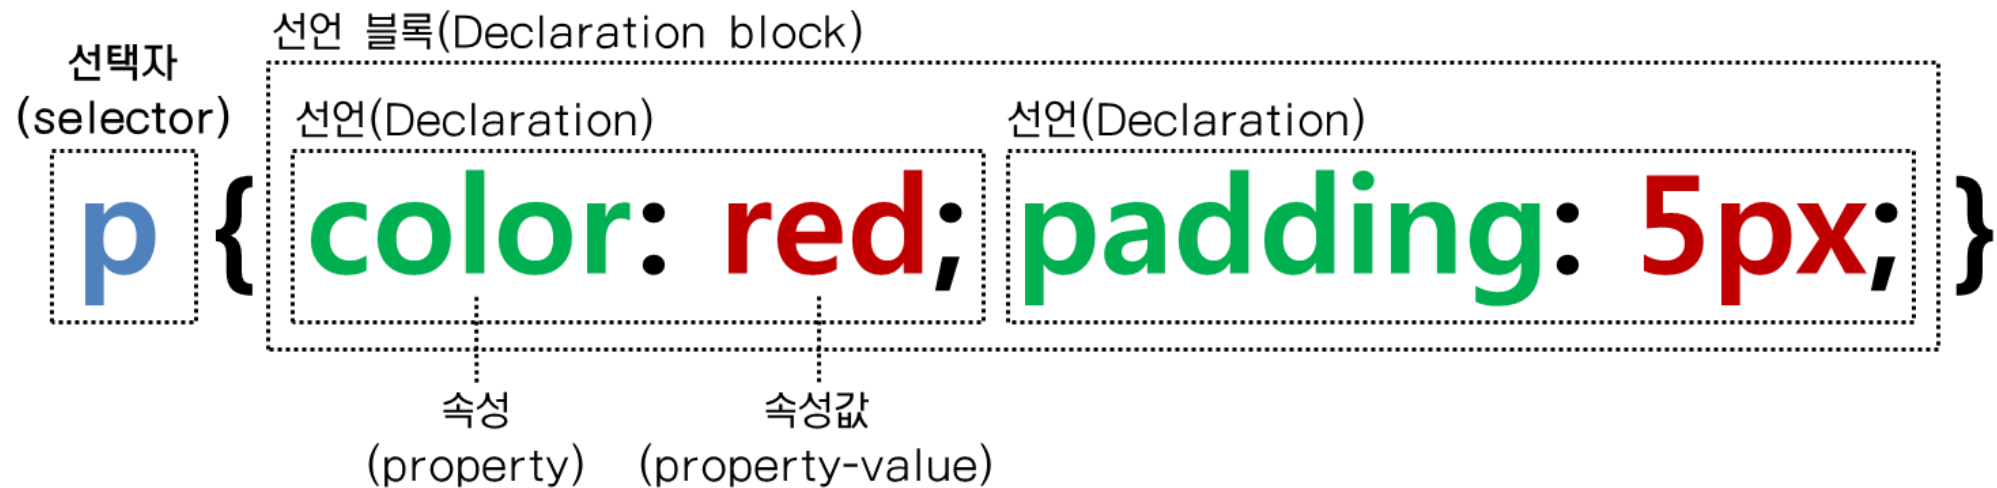 선언 블록(Declaration block)
선택자
(selector)
선언(Declaration)
선언(Declaration)
p { color: red; padding: 5px; }
속성
(property)
속성값
(property-value)